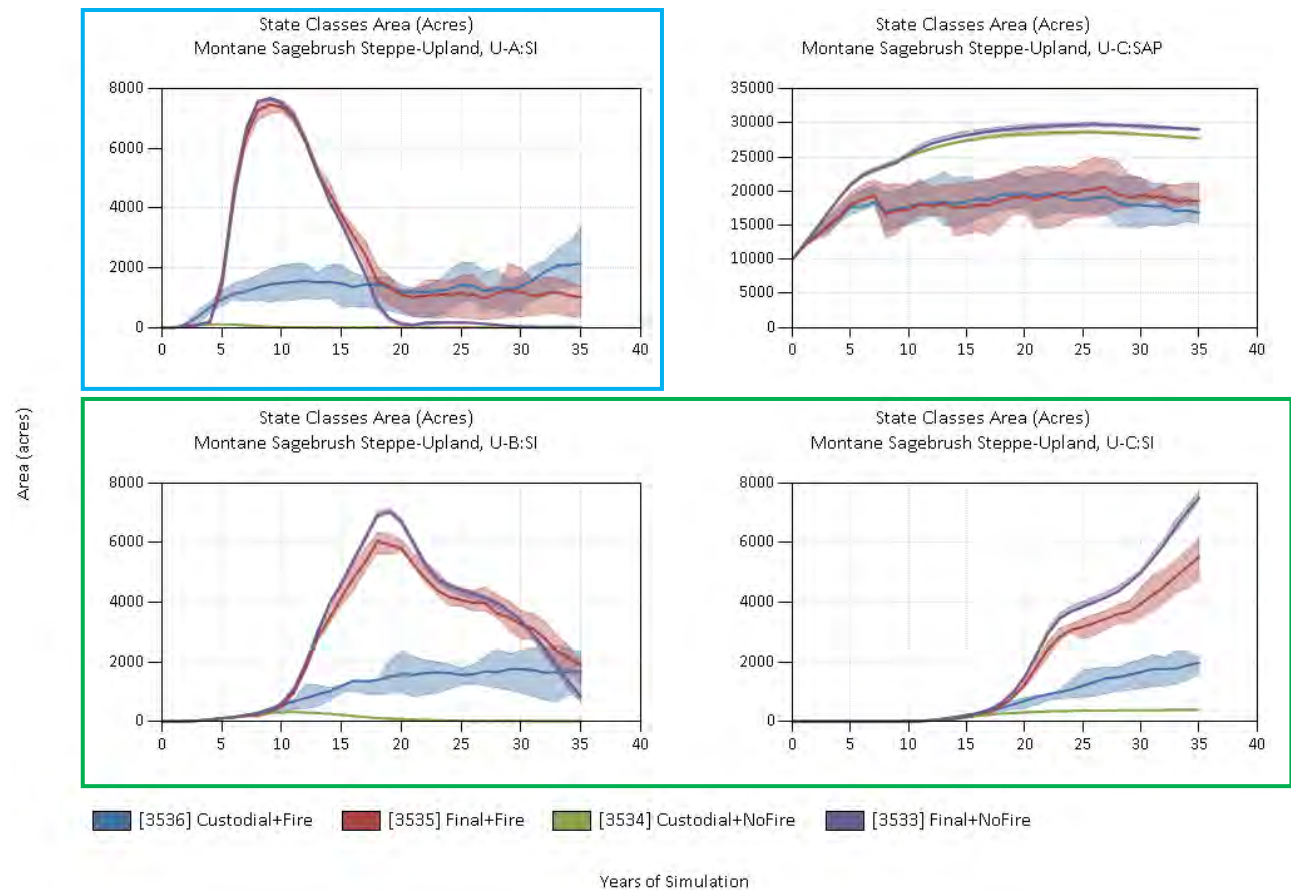 State Classes Area (Acres)
Montane Sagebrush Steppe-Upland, U-A:SI
8000
6000
4000
2000
0
0 5 10 15 20 25 30 35 40
State Classes Area (Acres)
Montane Sagebrush Steppe-Upland, U-C:SAP
35000
30000
25000
20000
15000
10000
5000
0
0 5 10 15 20 25 30 35 40
Area (acres)
State Classes Area (Acres)
Montane Sagebrush Steppe-Upland, U-B:SI
8000
6000
4000
2000
0
0 5 10 15 20 25 30 35 40
State Classes Area (Acres)
Montane Sagebrush Steppe-Upland, U-C:SI
8000
6000
4000
2000
0
0 5 10 15 20 25 30 35 40
[3536] Custodial+Fire [3535] Final+Fire [3534] Custodial+NoFire [3533] Final+NoFire
Years of Simulation